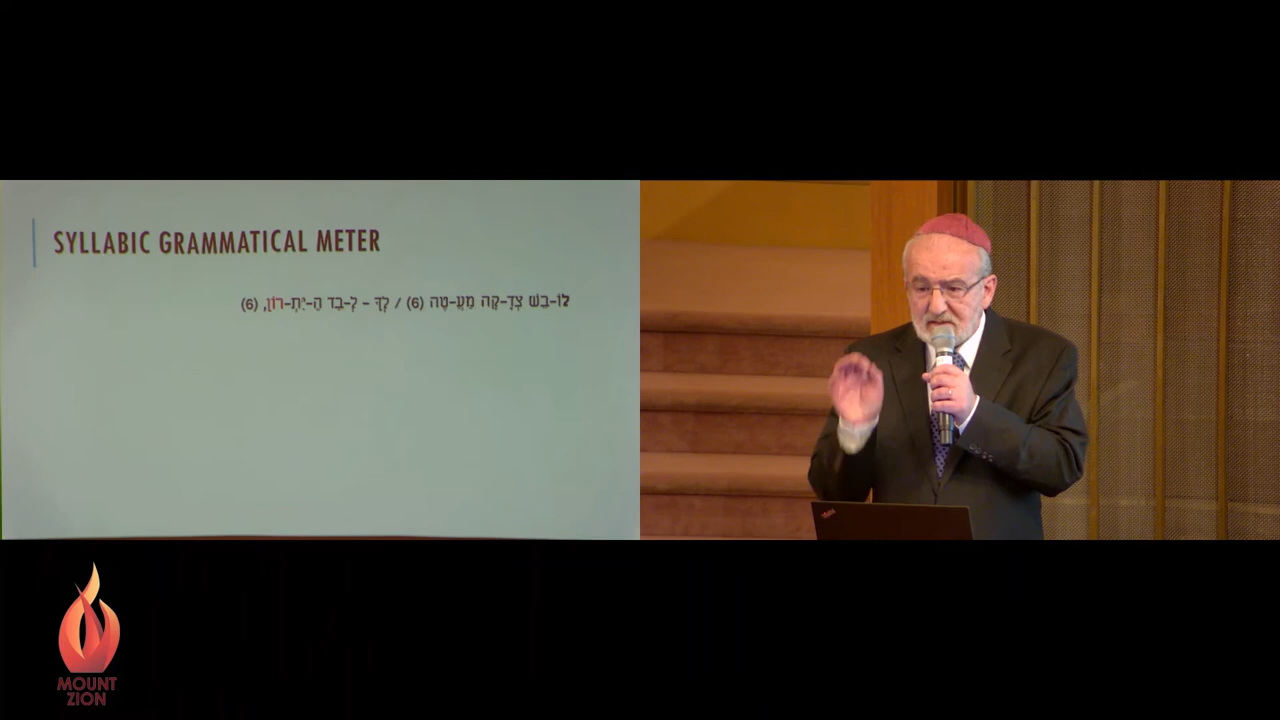 SYLLABIC GRAMMATICAL METER
לוֹ-בֵשׁ צְדָ-קָה מַעֲ-טֶה (6) / לָךְ - לְ-בַד הַ-יִּתְ-רוֹן, (6)
MOUNT
ZION